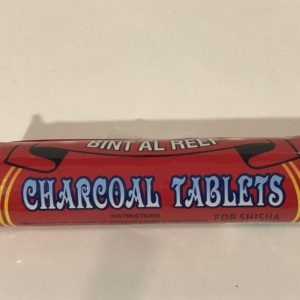 BINT AL REEF
CHARCOAL TABLETS
INSTRUCTIONS
FOR SHISHA